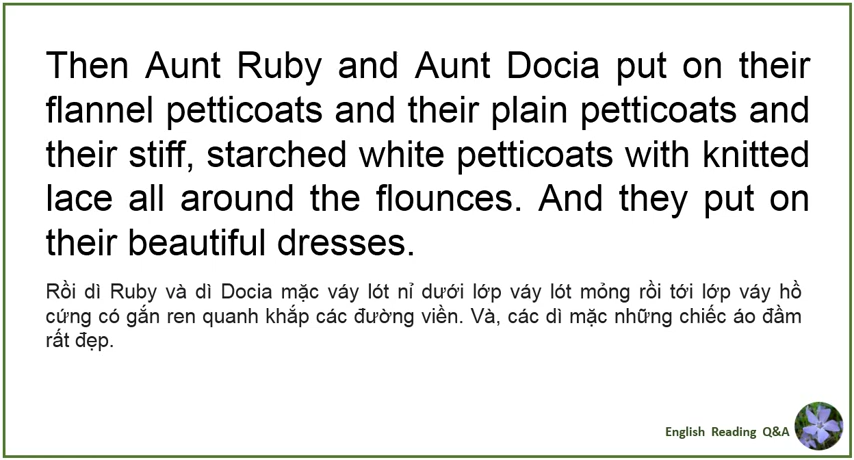 Then Aunt Ruby and Aunt Docia put on their
flannel petticoats and their plain petticoats and
their stiff, starched white petticoats with knitted
lace all around the flounces. And they put on
their beautiful dresses.
Rồi dì Ruby và dì Docia mặc váy lót nỉ dưới lớp váy lót mỏng rồi tới lớp váy hồ
cứng có gắn ren quanh khắp các đường viền. Và, các dì mặc những chiếc áo đầm
rất đẹp.
English Reading Q&A